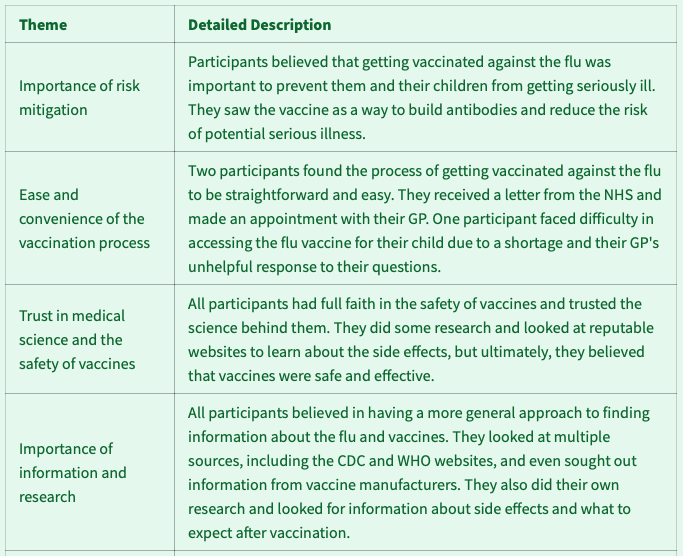 Theme
Detailed Description
Importance of risk
mitigation
Participants believed that getting vaccinated against the flu was
important to prevent them and their children from getting seriously ill.
They saw the vaccine as a way to build antibodies and reduce the risk
of potential serious illness.
Ease and
convenience of the
vaccination process
Two participants found the process of getting vaccinated against the flu
to be straightforward and easy. They received a letter from the NHS and
made an appointment with their GP. One participant faced difficulty in
accessing the flu vaccine for their child due to a shortage and their GP's
unhelpful response to their questions.
Trust in medical
science and the
safety of vaccines
All participants had full faith in the safety of vaccines and trusted the
science behind them. They did some research and looked at reputable
websites to learn about the side effects, but ultimately, they believed
that vaccines were safe and effective.
Importance of
information and
research
All participants believed in having a more general approach to finding
information about the flu and vaccines. They looked at multiple
sources, including the CDC and WHO websites, and even sought out
information from vaccine manufacturers. They also did their own
research and looked for information about side effects and what to
expect after vaccination.